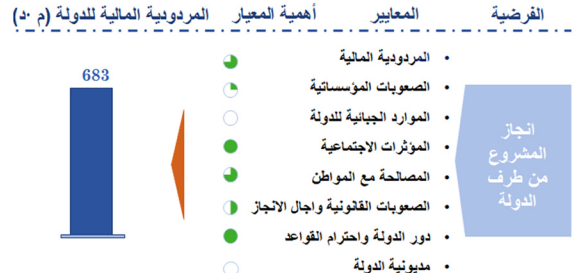 الفرضية المعايير أهمية المعيار المردودية المالية للدولة (م د)
انجاز
المشروع
من طرف
الدولة
• المردودية المالية
• الصعوبات المؤسساتية
• الموارد الجبائية للدولة
• المؤثرات الاجتماعية
• المصالحة مع المواطن
• الصعوبات القانونية واجال الانجاز
• دور الدولة واحترام القواعد
• مديونية الدولة
683